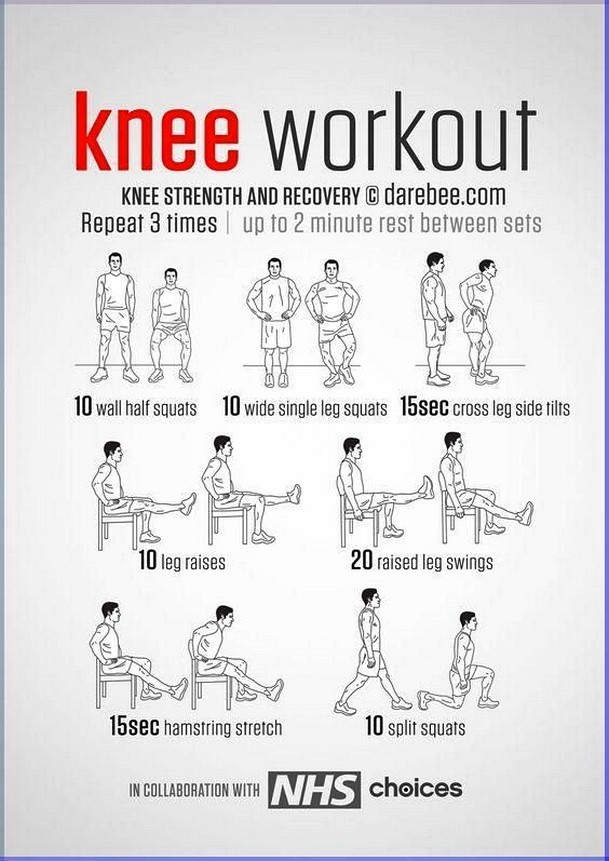 knee workout
KNEE STRENGTH AND RECOVERY © darebee.com
Repeat 3 times | up to 2 minute rest between sets
10 wall half squats 10 wide single leg squats 15sec cross leg side tilts
10 leg raises 20 raised leg swings
15sec hamstring stretch 10 split squats
IN COLLABORATION WITH NHS choices